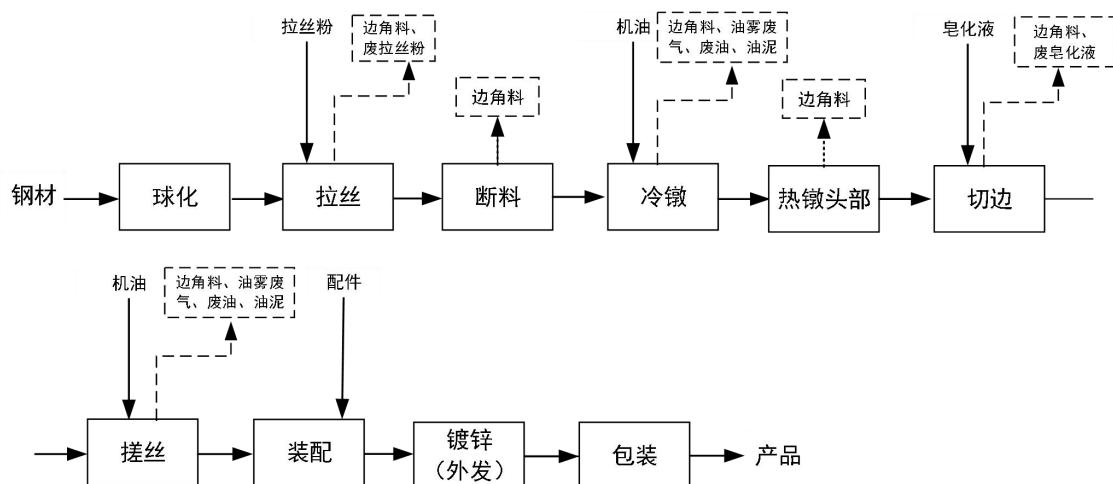 拉丝粉
边角料、
废拉丝粉
边角料
机油
边角料、油雾废
气、废油、油泥
边角料
皂化液
边角料、
废皂化液
钢材
球化
拉丝
断料
冷镦
热镦头部
切边
机油
边角料、油雾废
气、废油、油泥
配件
搓丝
装配
镀锌
（外发）
包装
产品